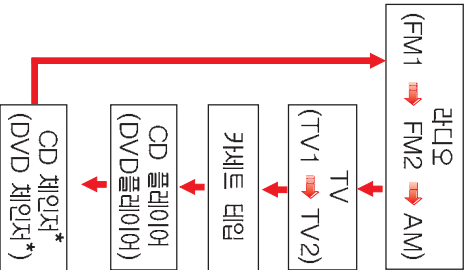 라디오
(FM1 FM2 AM)
TV
(TV1 TV2)
카세트 테잎
CD 플레이어
(DVD플레이어)
CD 체인저*
(DVD 체인저*)